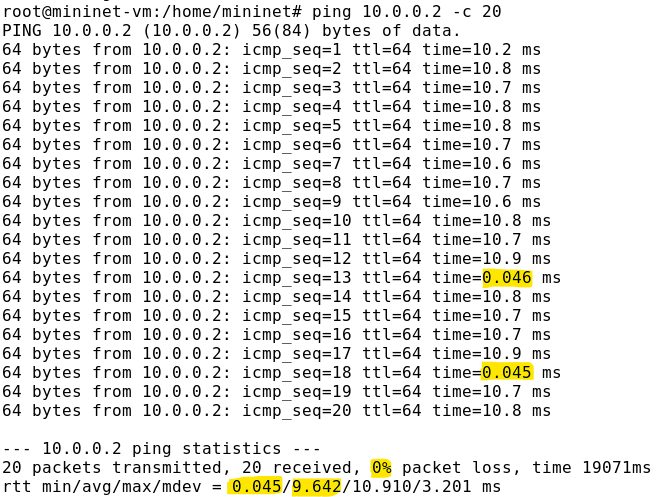 root@mininet-vm:/home/mininet# ping 10.0.0.2 -c 20
PING 10.0.0.2 (10.0.0.2) 56(84) bytes of data.
64 bytes from 10.0.0.2: icmp_seq=1 ttl=64 time=10.2 ms
64 bytes from 10.0.0.2: icmp_seq=2 ttl=64 time=10.8 ms
64 bytes from 10.0.0.2: icmp_seq=3 ttl=64 time=10.7 ms
64 bytes from 10.0.0.2: icmp_seq=4 ttl=64 time=10.8 ms
64 bytes from 10.0.0.2: icmp_seq=5 ttl=64 time=10.8 ms
64 bytes from 10.0.0.2: icmp_seq=6 ttl=64 time=10.7 ms
64 bytes from 10.0.0.2: icmp_seq=7 ttl=64 time=10.6 ms
64 bytes from 10.0.0.2: icmp_seq=8 ttl=64 time=10.7 ms
64 bytes from 10.0.0.2: icmp_seq=9 ttl=64 time=10.6 ms
64 bytes from 10.0.0.2: icmp_seq=10 ttl=64 time=10.8 ms
64 bytes from 10.0.0.2: icmp_seq=11 ttl=64 time=10.7 ms
64 bytes from 10.0.0.2: icmp_seq=12 ttl=64 time=10.9 ms
64 bytes from 10.0.0.2: icmp_seq=13 ttl=64 time=0.046 ms
64 bytes from 10.0.0.2: icmp_seq=14 ttl=64 time=10.8 ms
64 bytes from 10.0.0.2: icmp_seq=15 ttl=64 time=10.7 ms
64 bytes from 10.0.0.2: icmp_seq=16 ttl=64 time=10.7 ms
64 bytes from 10.0.0.2: icmp_seq=17 ttl=64 time=10.9 ms
64 bytes from 10.0.0.2: icmp_seq=18 ttl=64 time=0.045 ms
64 bytes from 10.0.0.2: icmp_seq=19 ttl=64 time=10.7 ms
64 bytes from 10.0.0.2: icmp_seq=20 ttl=64 time=10.8 ms
--- 10.0.0.2 ping statistics ---
20 packets transmitted, 20 received, 0% packet loss, time 19071ms
rtt min/avg/max/mdev = 0.045/9.642/10.910/3.201 ms